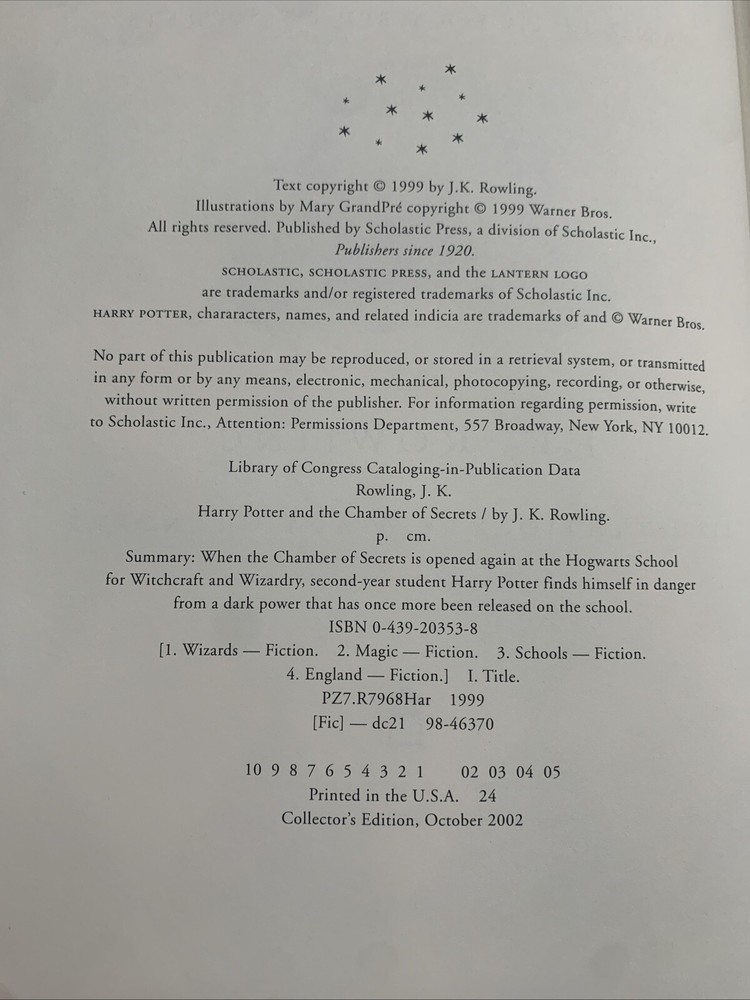 Text copyright © 1999 by J.K. Rowling.
Illustrations by Mary GrandPré copyright © 1999 Warner Bros.
All rights reserved. Published by Scholastic Press, a division of Scholastic Inc.,
Publishers since 1920.
SCHOLASTIC, SCHOLASTIC PRESS, and the LANTERN LOGO
are trademarks and/or registered trademarks of Scholastic Inc.
HARRY POTTER, chararacters, names, and related indicia are trademarks of and © Warner Bros.
No part of this publication may be reproduced, or stored in a retrieval system, or transmitted
in any form or by any means, electronic, mechanical, photocopying, recording, or otherwise,
without written permission of the publisher. For information regarding permission, write
to Scholastic Inc., Attention: Permissions Department, 557 Broadway, New York, NY 10012.
Library of Congress Cataloging-in-Publication Data
Rowling, J. K.
Harry Potter and the Chamber of Secrets / by J. K. Rowling.
p. cm.
Summary: When the Chamber of Secrets is opened again at the Hogwarts School
for Witchcraft and Wizardry, second-year student Harry Potter finds himself in danger
from a dark power that has once more been released on the school.
ISBN 0-439-20353-8
[1. Wizards — Fiction. 2. Magic — Fiction. 3. Schools — Fiction.
4. England — Fiction.] I. Title.
PZ7.R7968Har 1999
[Fic] — dc21 98-46370
10 9 8 7 6 5 4 3 2 1 02 03 04 05
Printed in the U.S.A. 24
Collector's Edition, October 2002